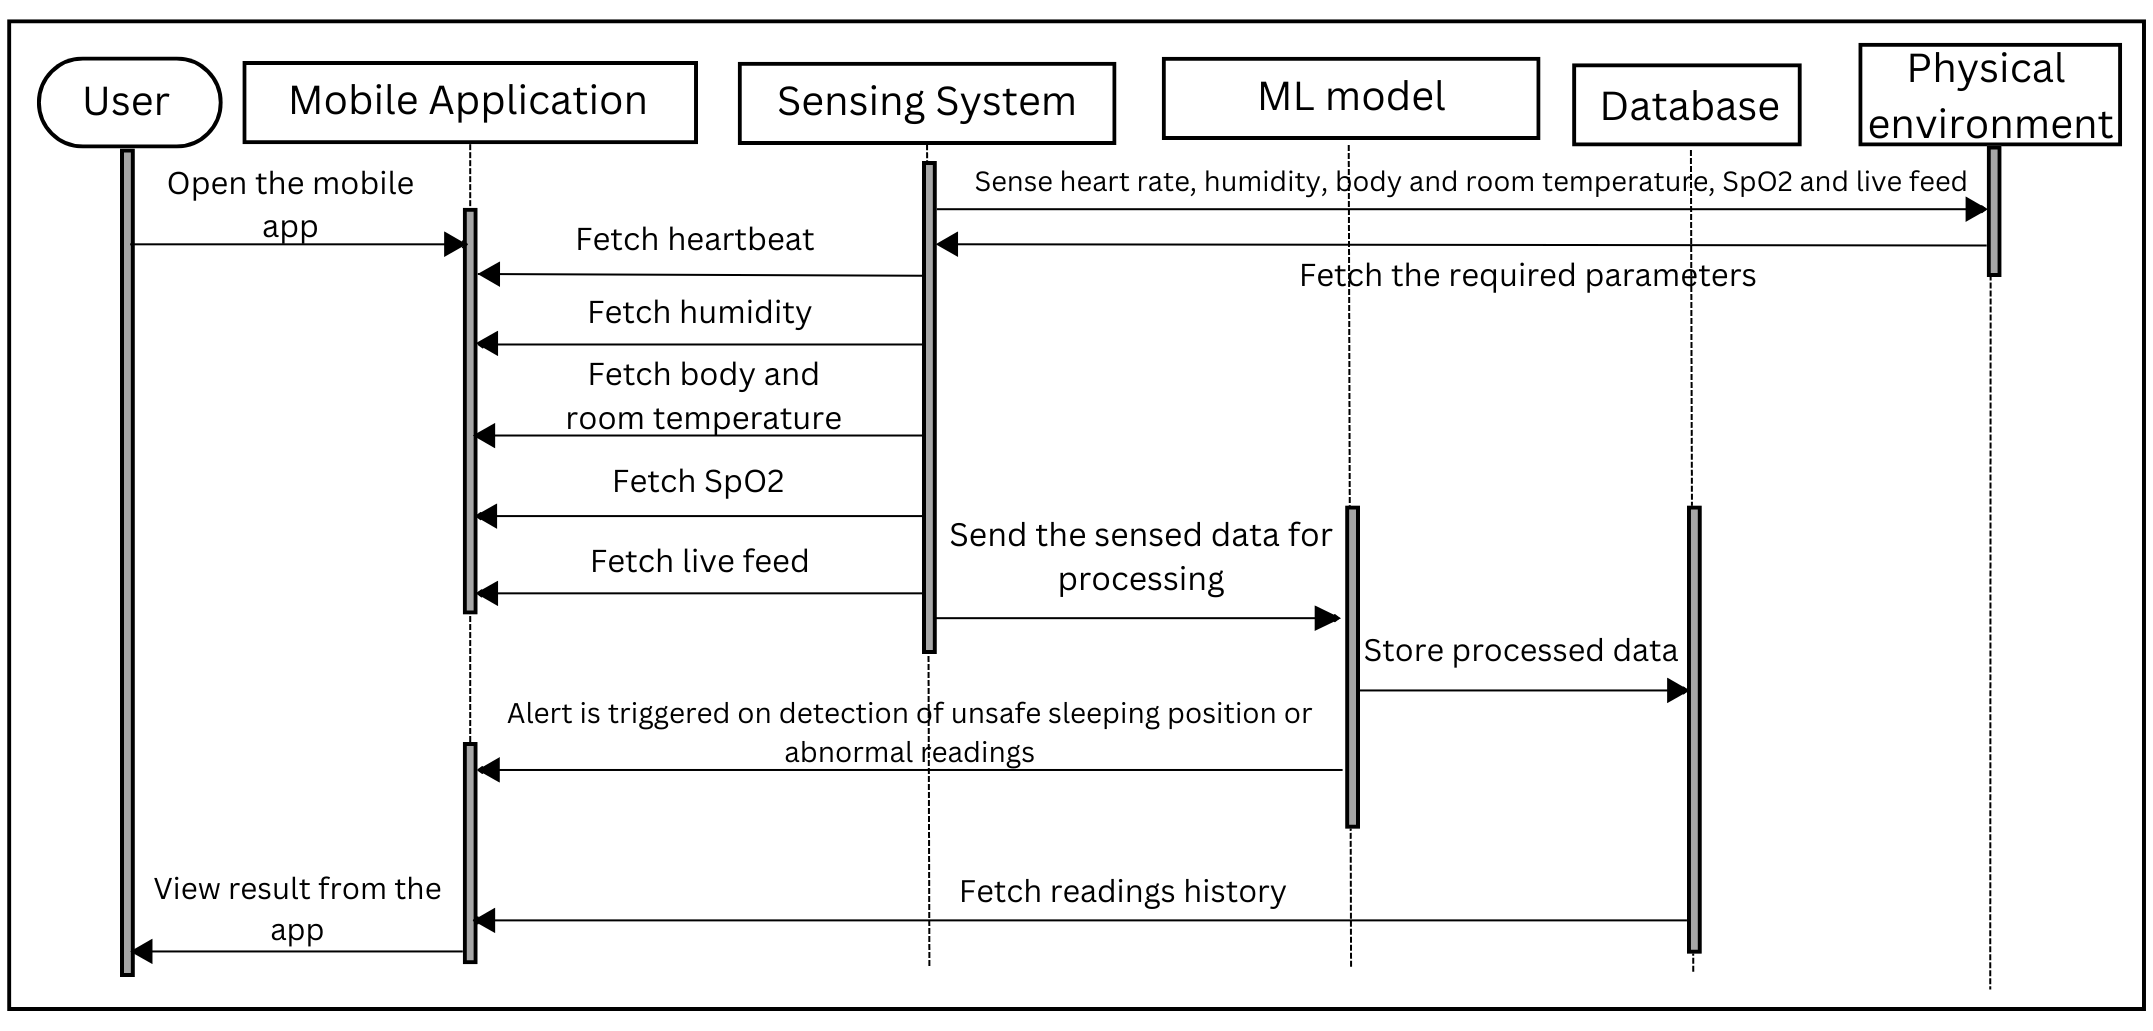 User
Mobile Application
Sensing System
ML model
Database
Physical
environment
Open the mobile
app
Sense heart rate, humidity, body and room temperature, SpO2 and live feed
Fetch heartbeat
Fetch the required parameters
Fetch humidity
Fetch body and
room temperature
Fetch SpO2
Send the sensed data for
processing
Fetch live feed
Store processed data
Alert is triggered on detection of unsafe sleeping position or
abnormal readings
View result from the
app
Fetch readings history